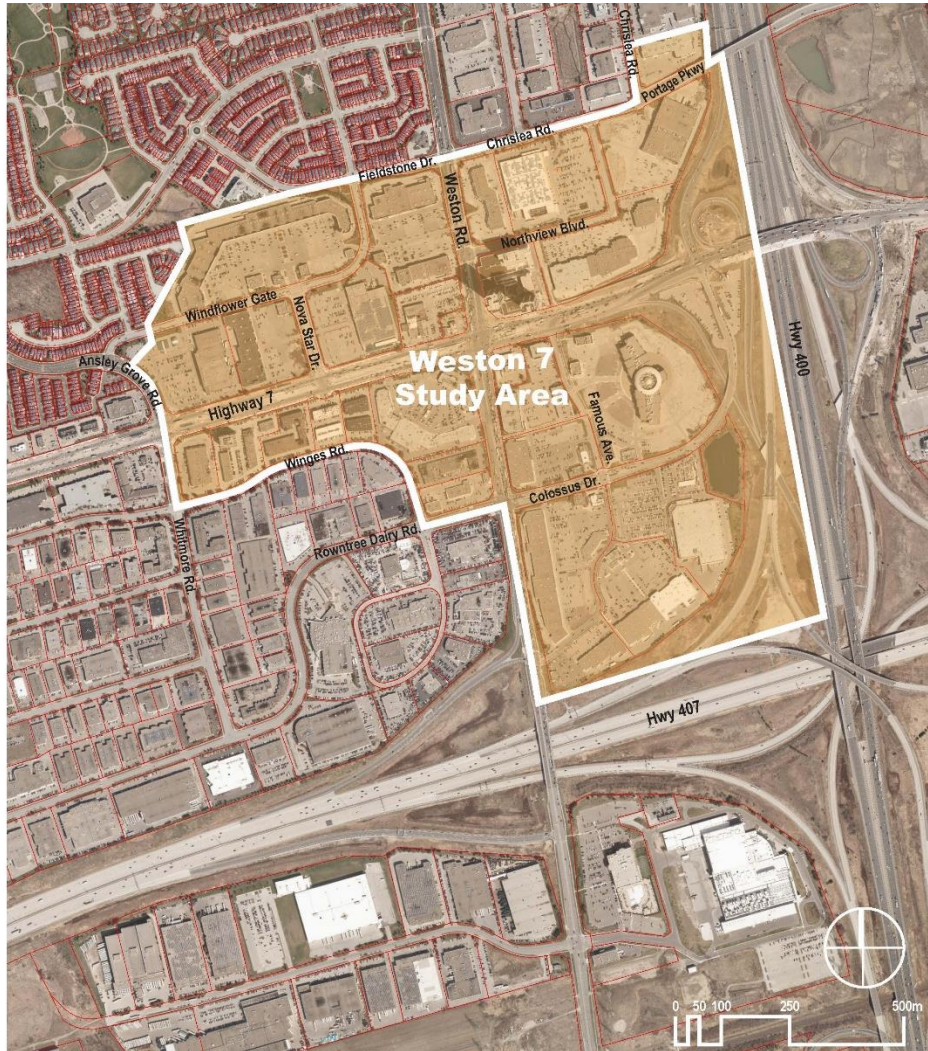 Chrislea Rd.
Portage Pkwy
Chrislea Rd.
Fieldstone Dr.
Weston Rd.
Northview Blvd.
Windflower Gate
Nova Star Dr.
Ansley Grove Rd
Hwy 400
Weston 7
Study Area
Highway 7
Famous Ave.
Winges Rd.
Colossus Dr.
Whitmore Rd
Rowntree Dairy Rd.
Hwy 407
0 50 100 250 500m